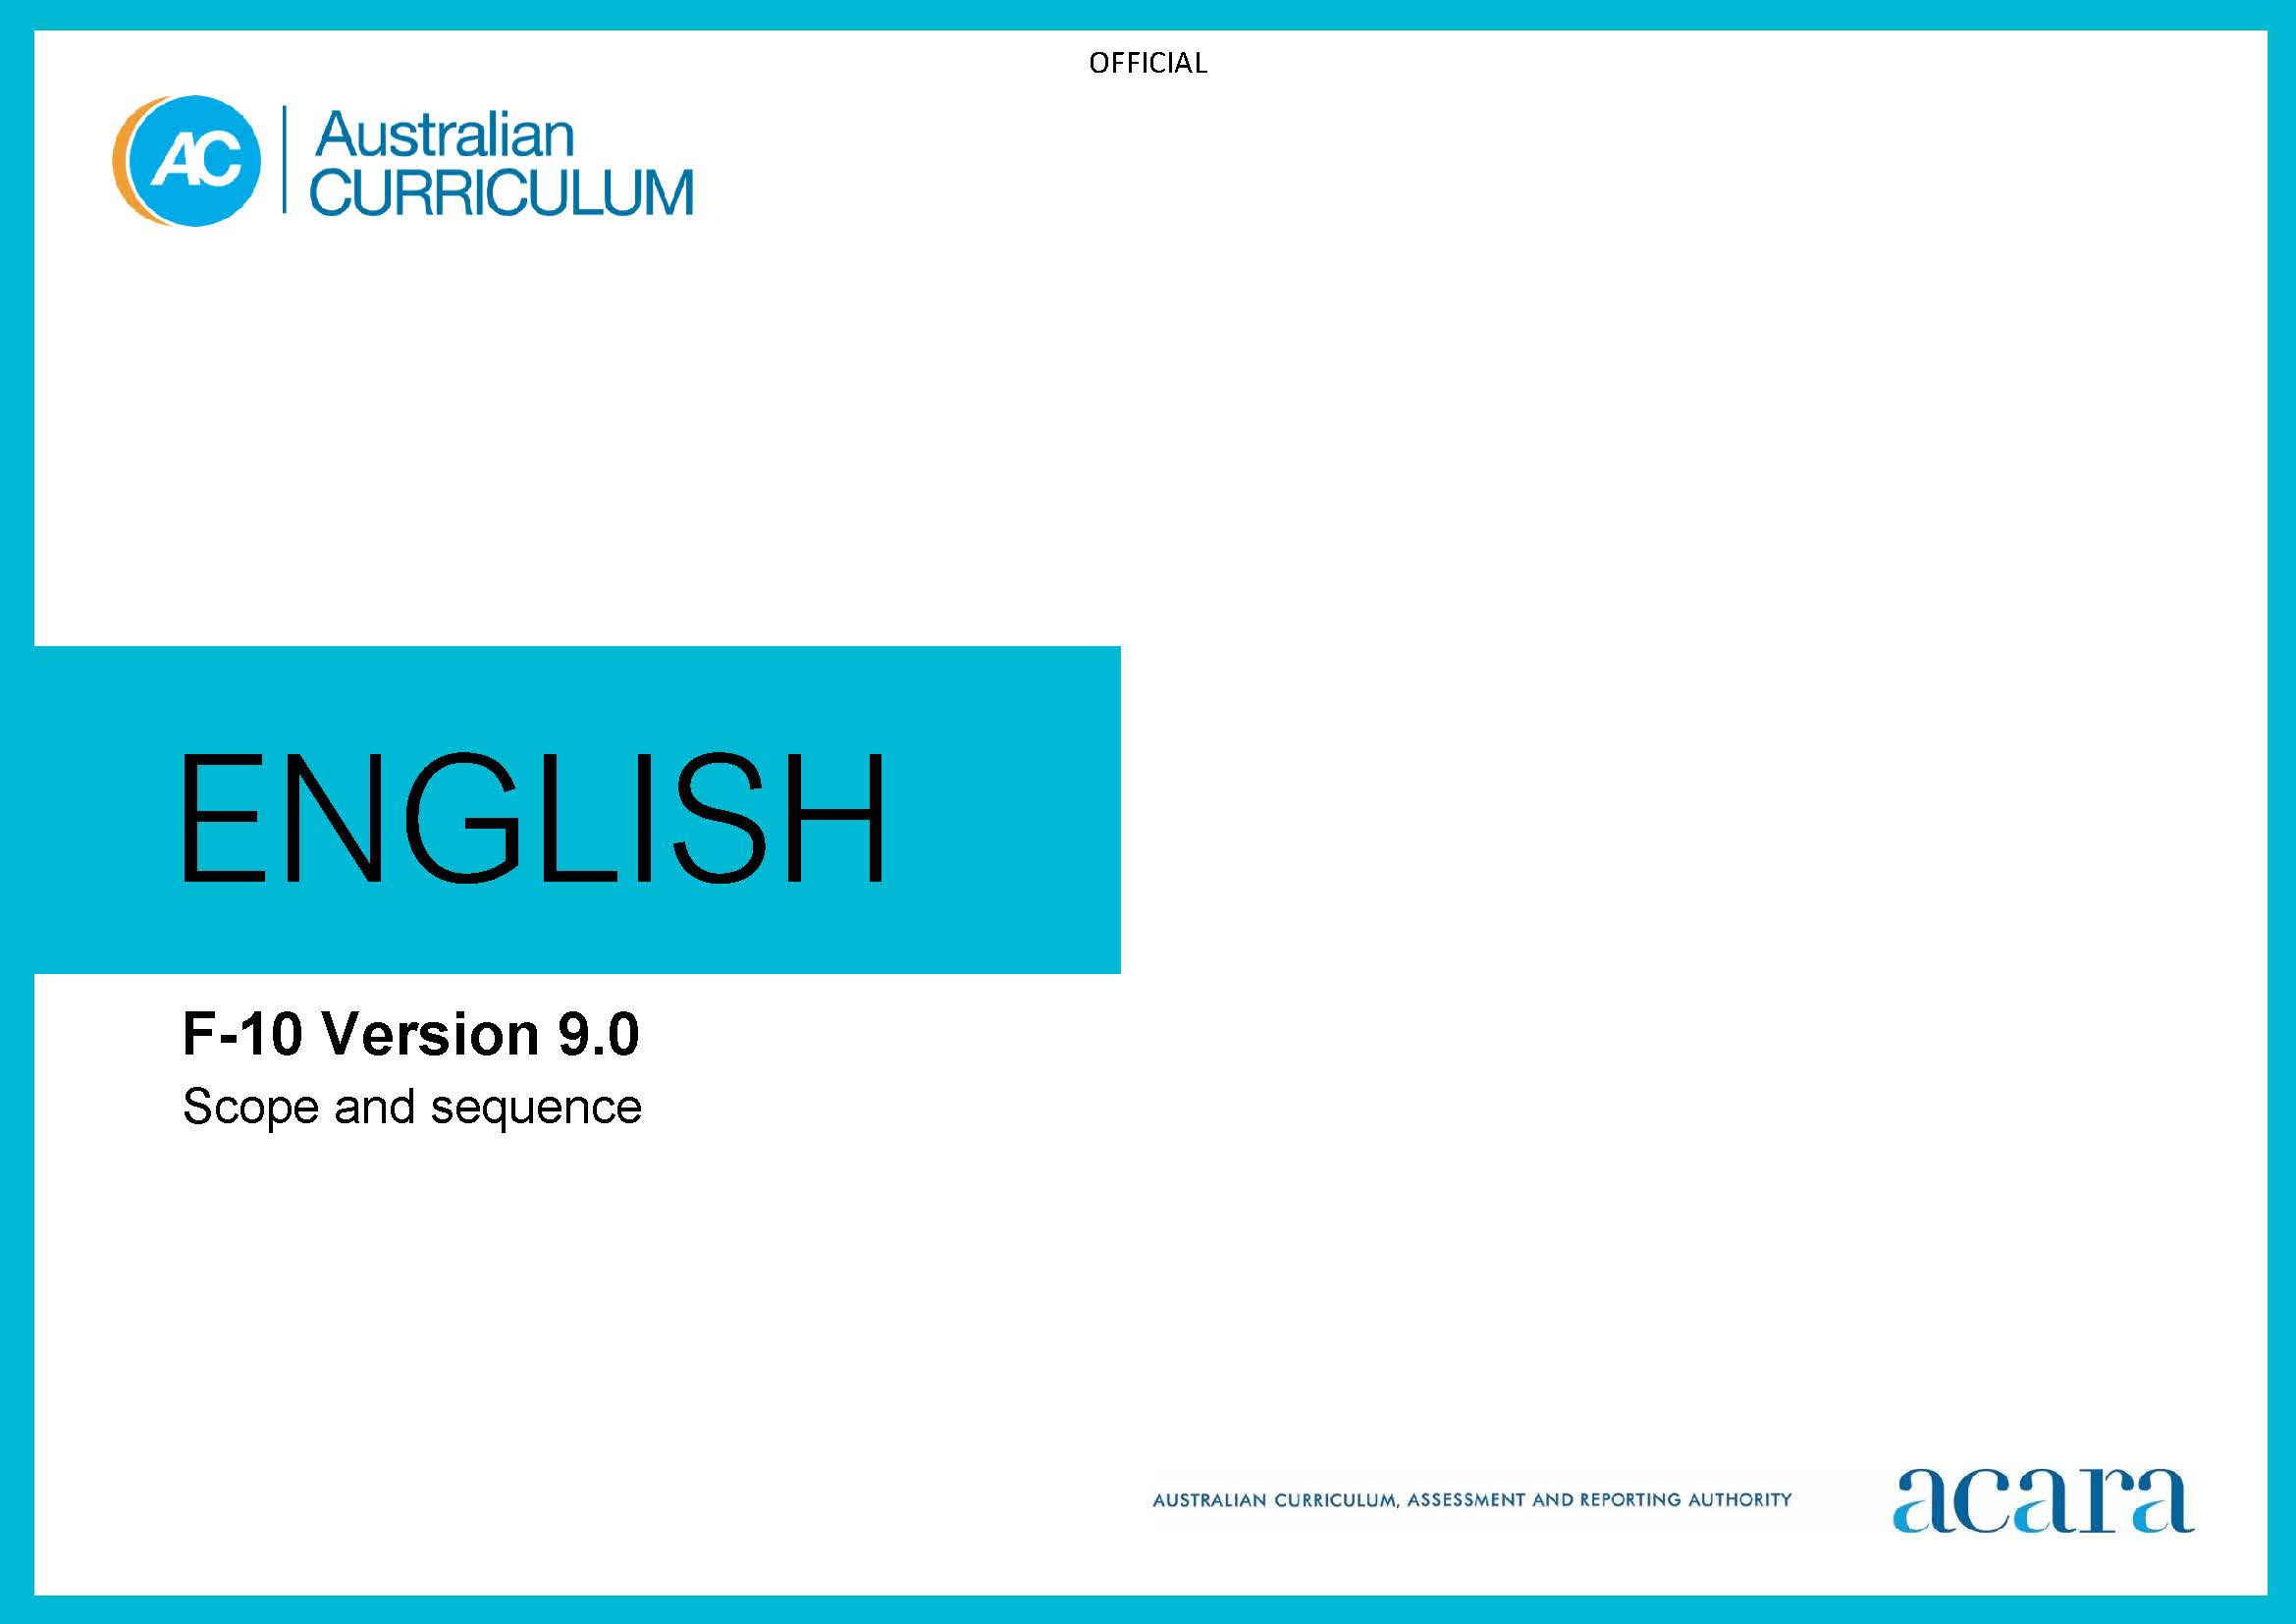 OFFICIAL
AC
Australian
CURRICULUM
ENGLISH
F-10 Version 9.0
Scope and sequence
AUSTRALIAN CURRICULUM, ASSESSMENT AND REPORTING AUTHORITY
acara